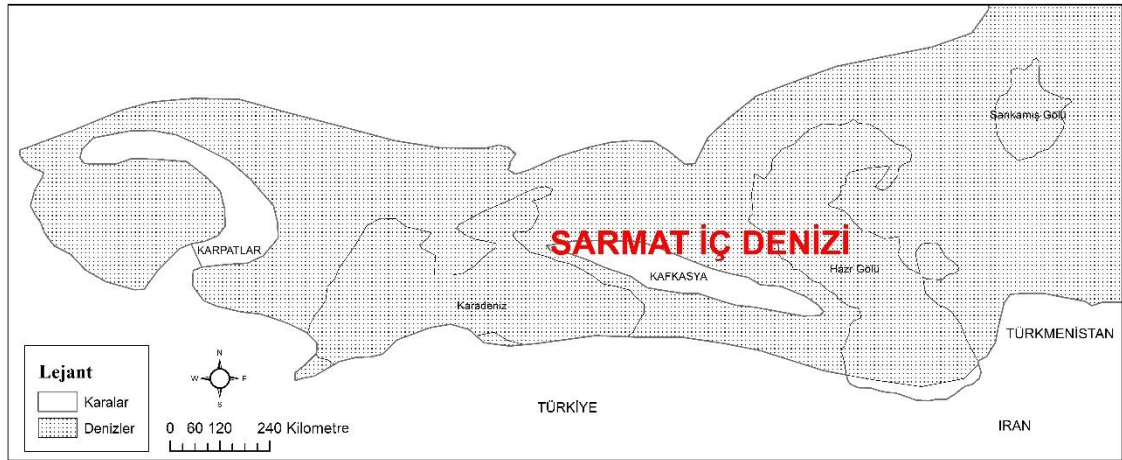 Sarıkamış Gölü
SARMAT İÇ DENİZİ
KARPATLAR
Hazr Gölü
KAFKASYA
Karadeniz
TÜRKMENİSTAN
Lejant
Karalar
Denizler
N
W E
S
0 60 120 240 Kilometre
TÜRKİYE
IRAN